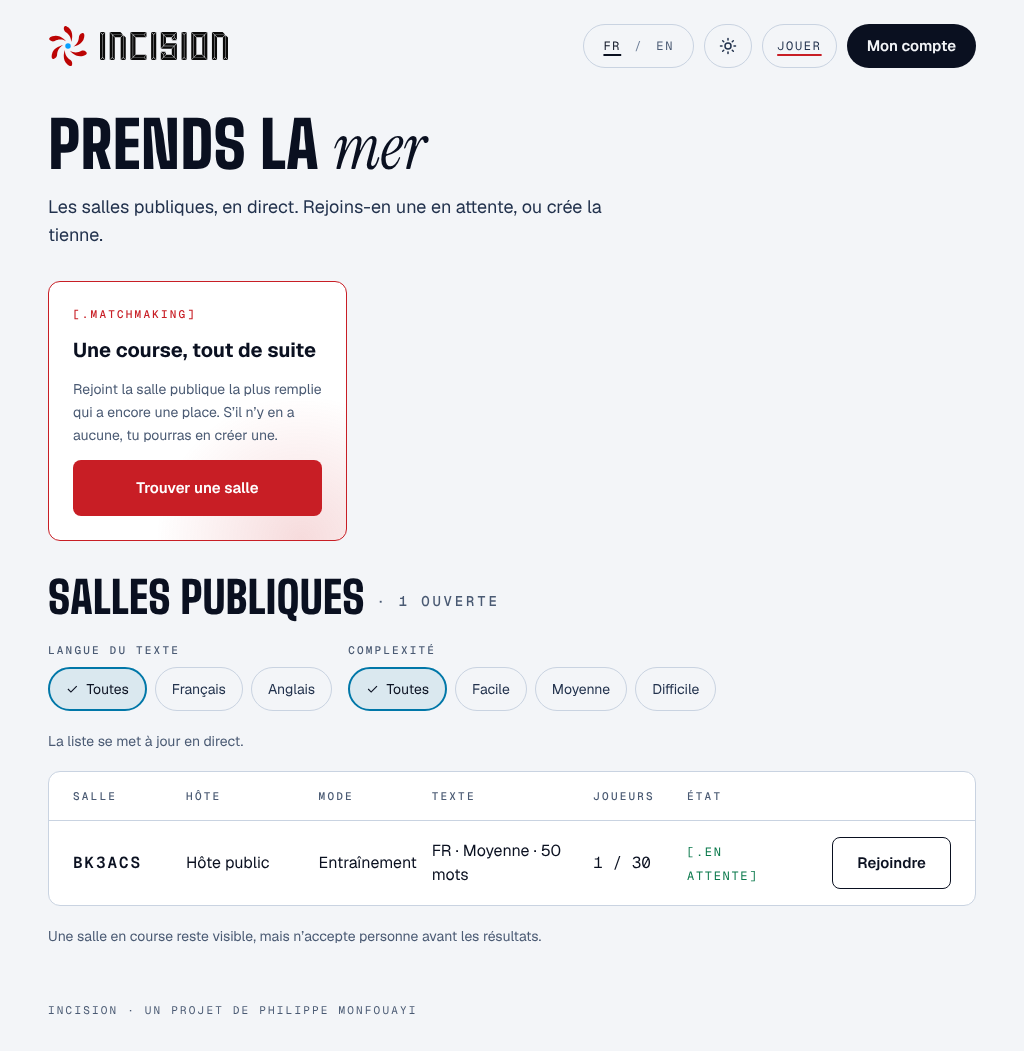 INCISION
FR / EN
JOUER
Mon compte
PRENDS LA mer
Les salles publiques, en direct. Rejoins-en une en attente, ou crée la
tienne.
[.MATCHMAKING]
Une course, tout de suite
Rejoint la salle publique la plus remplie
qui a encore une place. S’il n’y en a
aucune, tu pourras en créer une.
Trouver une salle
SALLES PUBLIQUES · 1 OUVERTE
LANGUE DU TEXTE
COMPLEXITÉ
Toutes
Français
Anglais
Toutes
Facile
Moyenne
Difficile
La liste se met à jour en direct.
SALLE HÔTE MODE TEXTE JOUEURS ÉTAT
BK3ACS
Hôte public
Entraînement
FR · Moyenne · 50
mots
1 / 30
[.EN
ATTENTE]
Rejoindre
Une salle en course reste visible, mais n’accepte personne avant les résultats.
INCISION · UN PROJET DE PHILIPPE MONFOUAYI